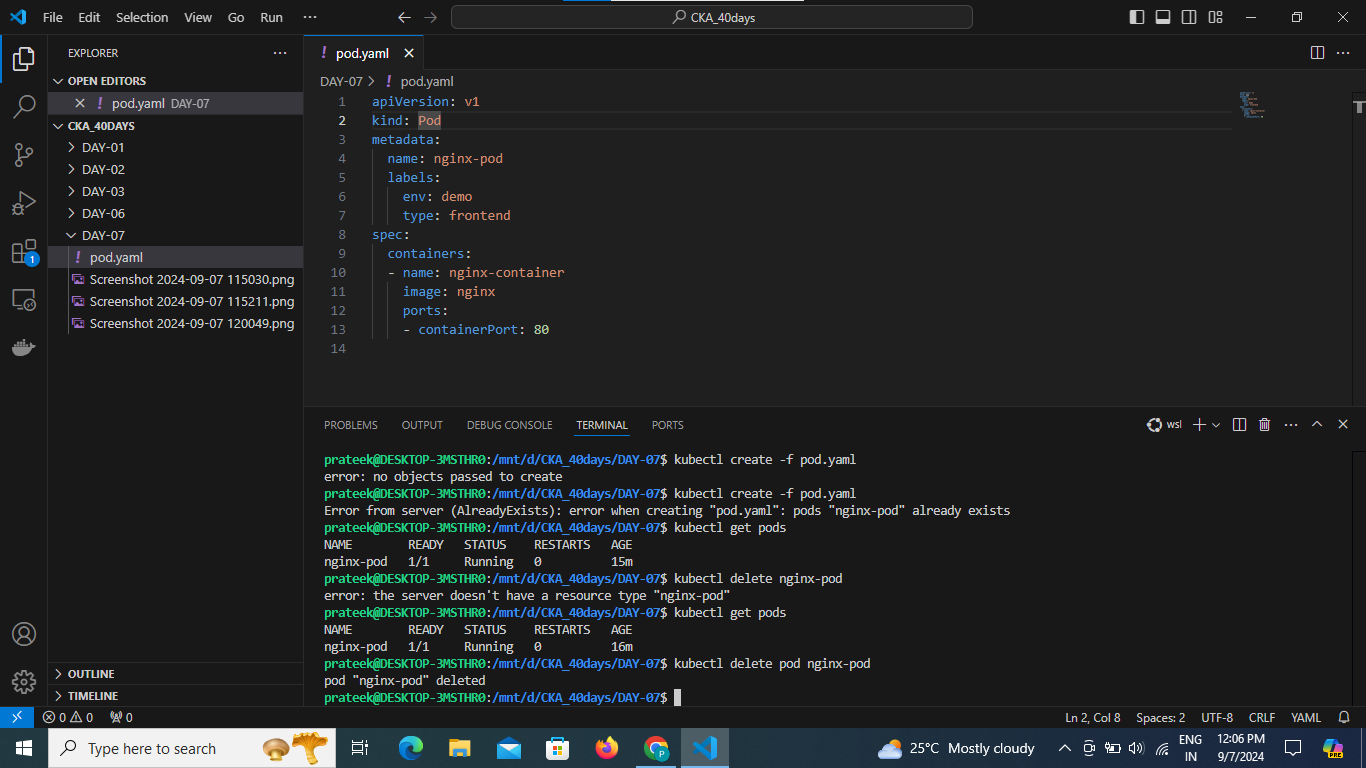 File Edit Selection View Go Run ···
CKA_40days
EXPLORER
OPEN EDITORS
pod.yaml DAY-07
CKA_40DAYS
DAY-01
DAY-02
DAY-03
DAY-06
DAY-07
pod.yaml
Screenshot 2024-09-07 115030.png
Screenshot 2024-09-07 115211.png
Screenshot 2024-09-07 120049.png
OUTLINE
TIMELINE
! pod.yaml
DAY-07 > ! pod.yaml
1 apiVersion: v1
2 kind: Pod
3 metadata:
4 name: nginx-pod
5 labels:
6 env: demo
7 type: frontend
8 spec:
9 containers:
10 - name: nginx-container
11 image: nginx
12 ports:
13 - containerPort: 80
14
PROBLEMS OUTPUT DEBUG CONSOLE TERMINAL PORTS
wsl
prateek@DESKTOP-3MSTHR0:/mnt/d/CKA_40days/DAY-07$ kubectl create -f pod.yaml
error: no objects passed to create
prateek@DESKTOP-3MSTHR0:/mnt/d/CKA_40days/DAY-07$ kubectl create -f pod.yaml
Error from server (AlreadyExists): error when creating "pod.yaml": pods "nginx-pod" already exists
prateek@DESKTOP-3MSTHR0:/mnt/d/CKA_40days/DAY-07$ kubectl get pods
NAME READY STATUS RESTARTS AGE
nginx-pod 1/1 Running 0 15m
prateek@DESKTOP-3MSTHR0:/mnt/d/CKA_40days/DAY-07$ kubectl delete nginx-pod
error: the server doesn't have a resource type "nginx-pod"
prateek@DESKTOP-3MSTHR0:/mnt/d/CKA_40days/DAY-07$ kubectl get pods
NAME READY STATUS RESTARTS AGE
nginx-pod 1/1 Running 0 16m
prateek@DESKTOP-3MSTHR0:/mnt/d/CKA_40days/DAY-07$ kubectl delete pod nginx-pod
pod "nginx-pod" deleted
prateek@DESKTOP-3MSTHR0:/mnt/d/CKA_40days/DAY-07$
0 0 0
Ln 2, Col 8 Spaces: 2 UTF-8 CRLF YAML
Type here to search
25°C Mostly cloudy
ENG
IN
12:06 PM
9/7/2024
1
PRE